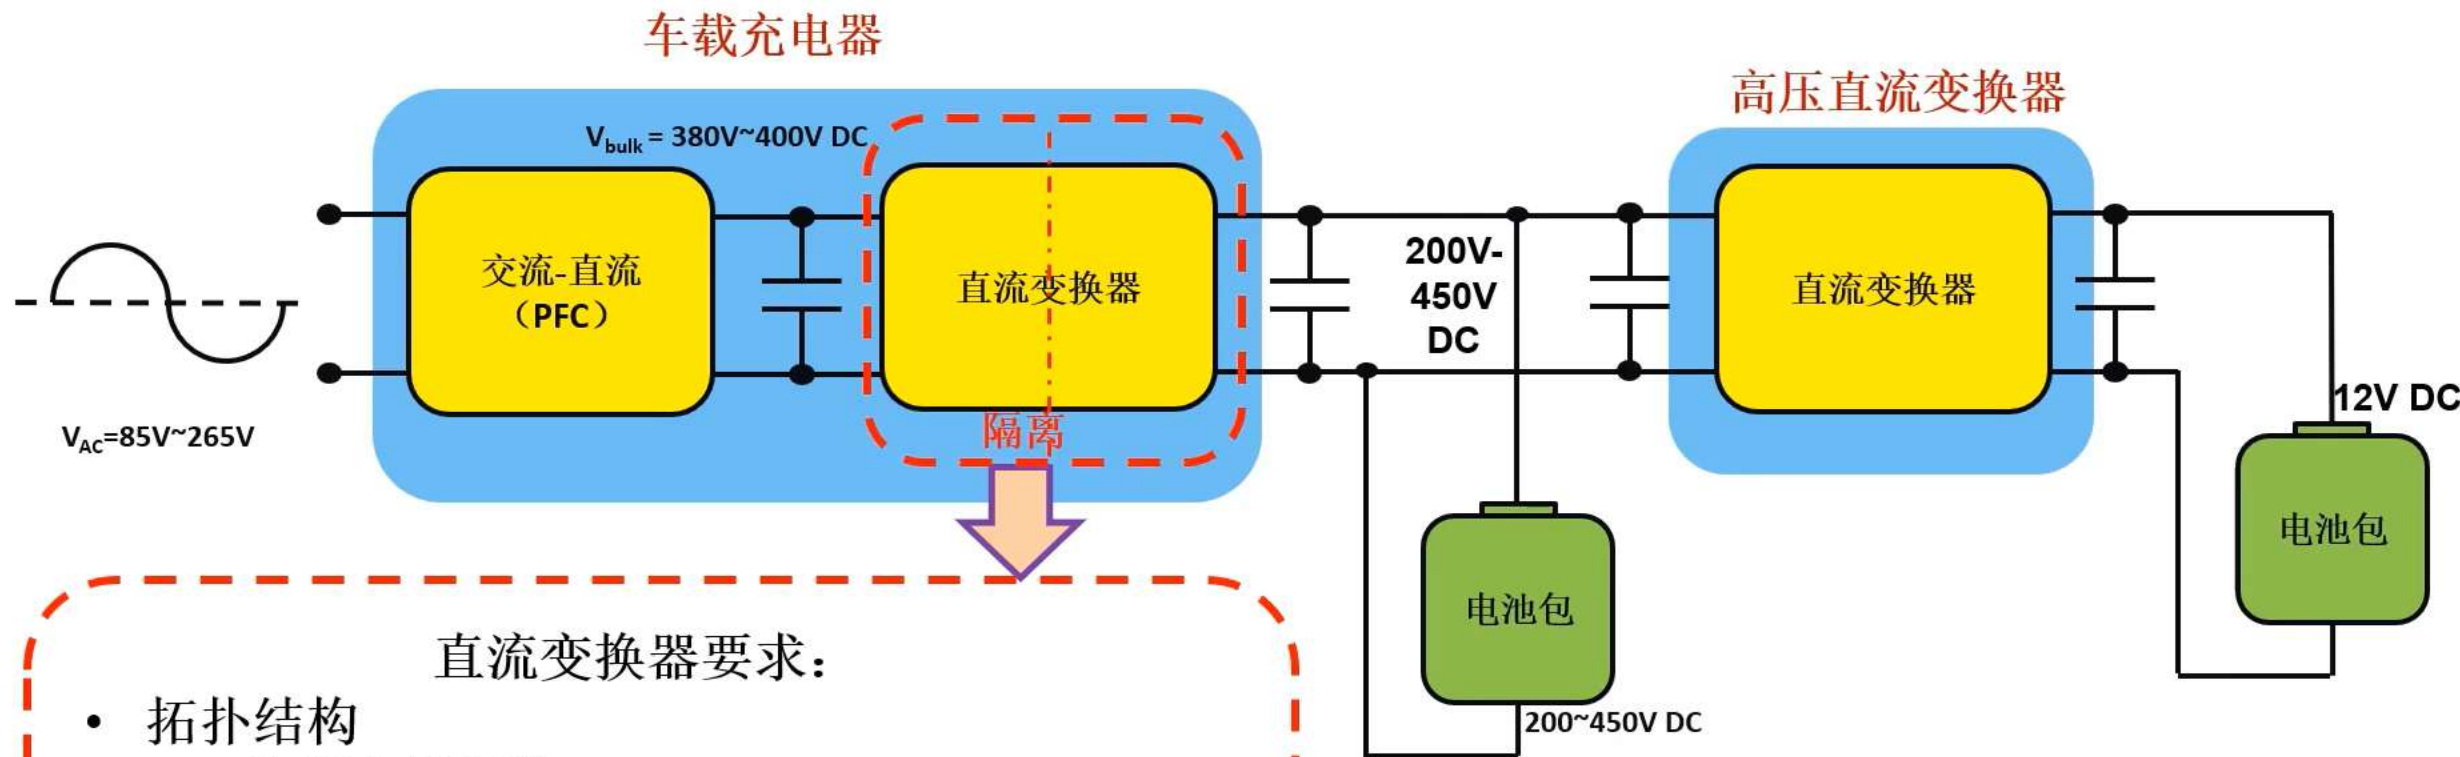 车载充电器
高压直流变换器
V_bulk = 380V~400V DC
交流-直流
（PFC）
直流变换器
隔离
200V-
450V
DC
直流变换器
12V DC
V_AC=85V~265V
电池包
电池包
200~450V DC
直流变换器要求：
• 拓扑结构